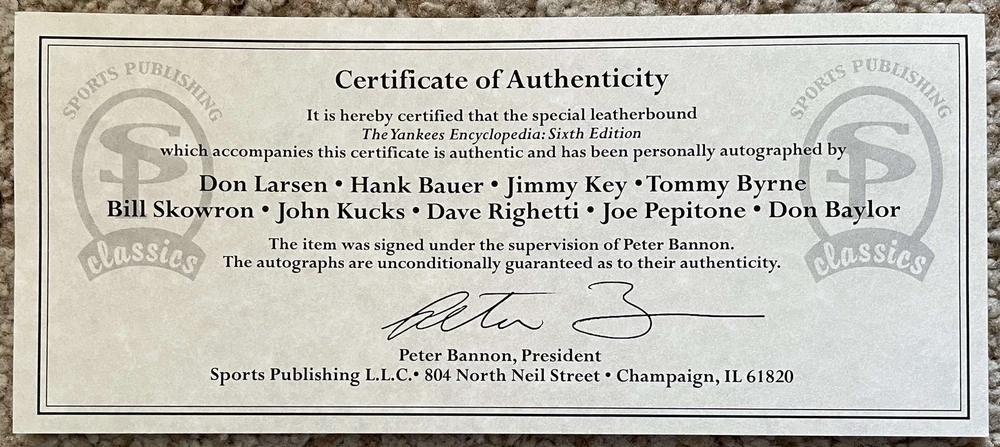 SPORTS PUBLISHING
SP
classics
SPORTS PUBLISHING
SP
classics
Certificate of Authenticity
It is hereby certified that the special leatherbound
The Yankees Encyclopedia: Sixth Edition
which accompanies this certificate is authentic and has been personally autographed by
Don Larsen • Hank Bauer • Jimmy Key • Tommy Byrne
Bill Skowron • John Kucks • Dave Righetti • Joe Pepitone • Don Baylor
The item was signed under the supervision of Peter Bannon.
The autographs are unconditionally guaranteed as to their authenticity.
Peter B
Peter Bannon, President
Sports Publishing L.L.C. • 804 North Neil Street • Champaign, IL 61820